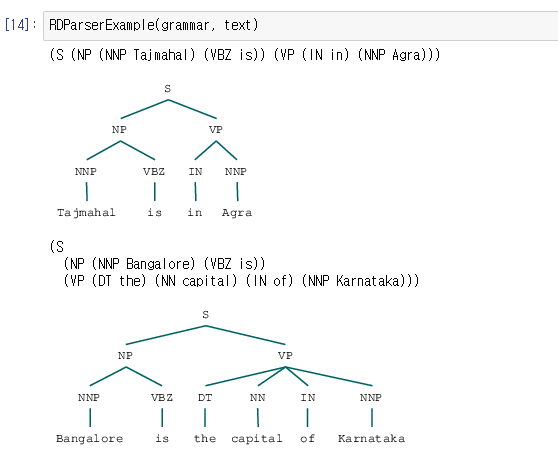 [14]: RDParserExample(grammar, text)
(S (NP (NNP Tajmahal) (VBZ is)) (VP (IN in) (NNP Agra)))
S
NP VP
NNP VBZ IN NNP
Tajmahal is in Agra
(S
(NP (NNP Bangalore) (VBZ is))
(VP (DT the) (NN capital) (IN of) (NNP Karnataka)))
S
NP VP
NNP VBZ DT NN IN NNP
Bangalore is the capital of Karnataka